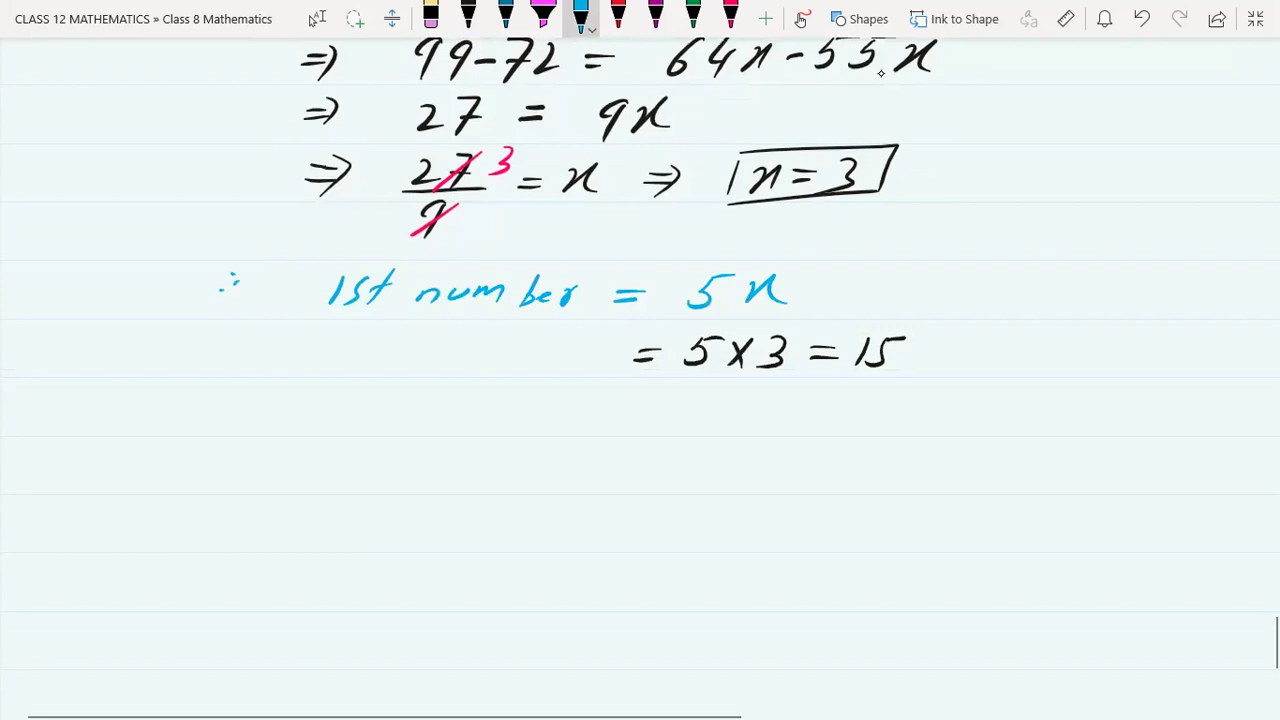 CLASS 12 MATHEMATICS » Class 8 Mathematics
Shapes
Ink to Shape
⇒ 99-72 = 64x - 55x
⇒ 27 = 9x
⇒ 27/9 3 = x ⇒ x = 3
∴ 1st number = 5x
= 5×3 = 15